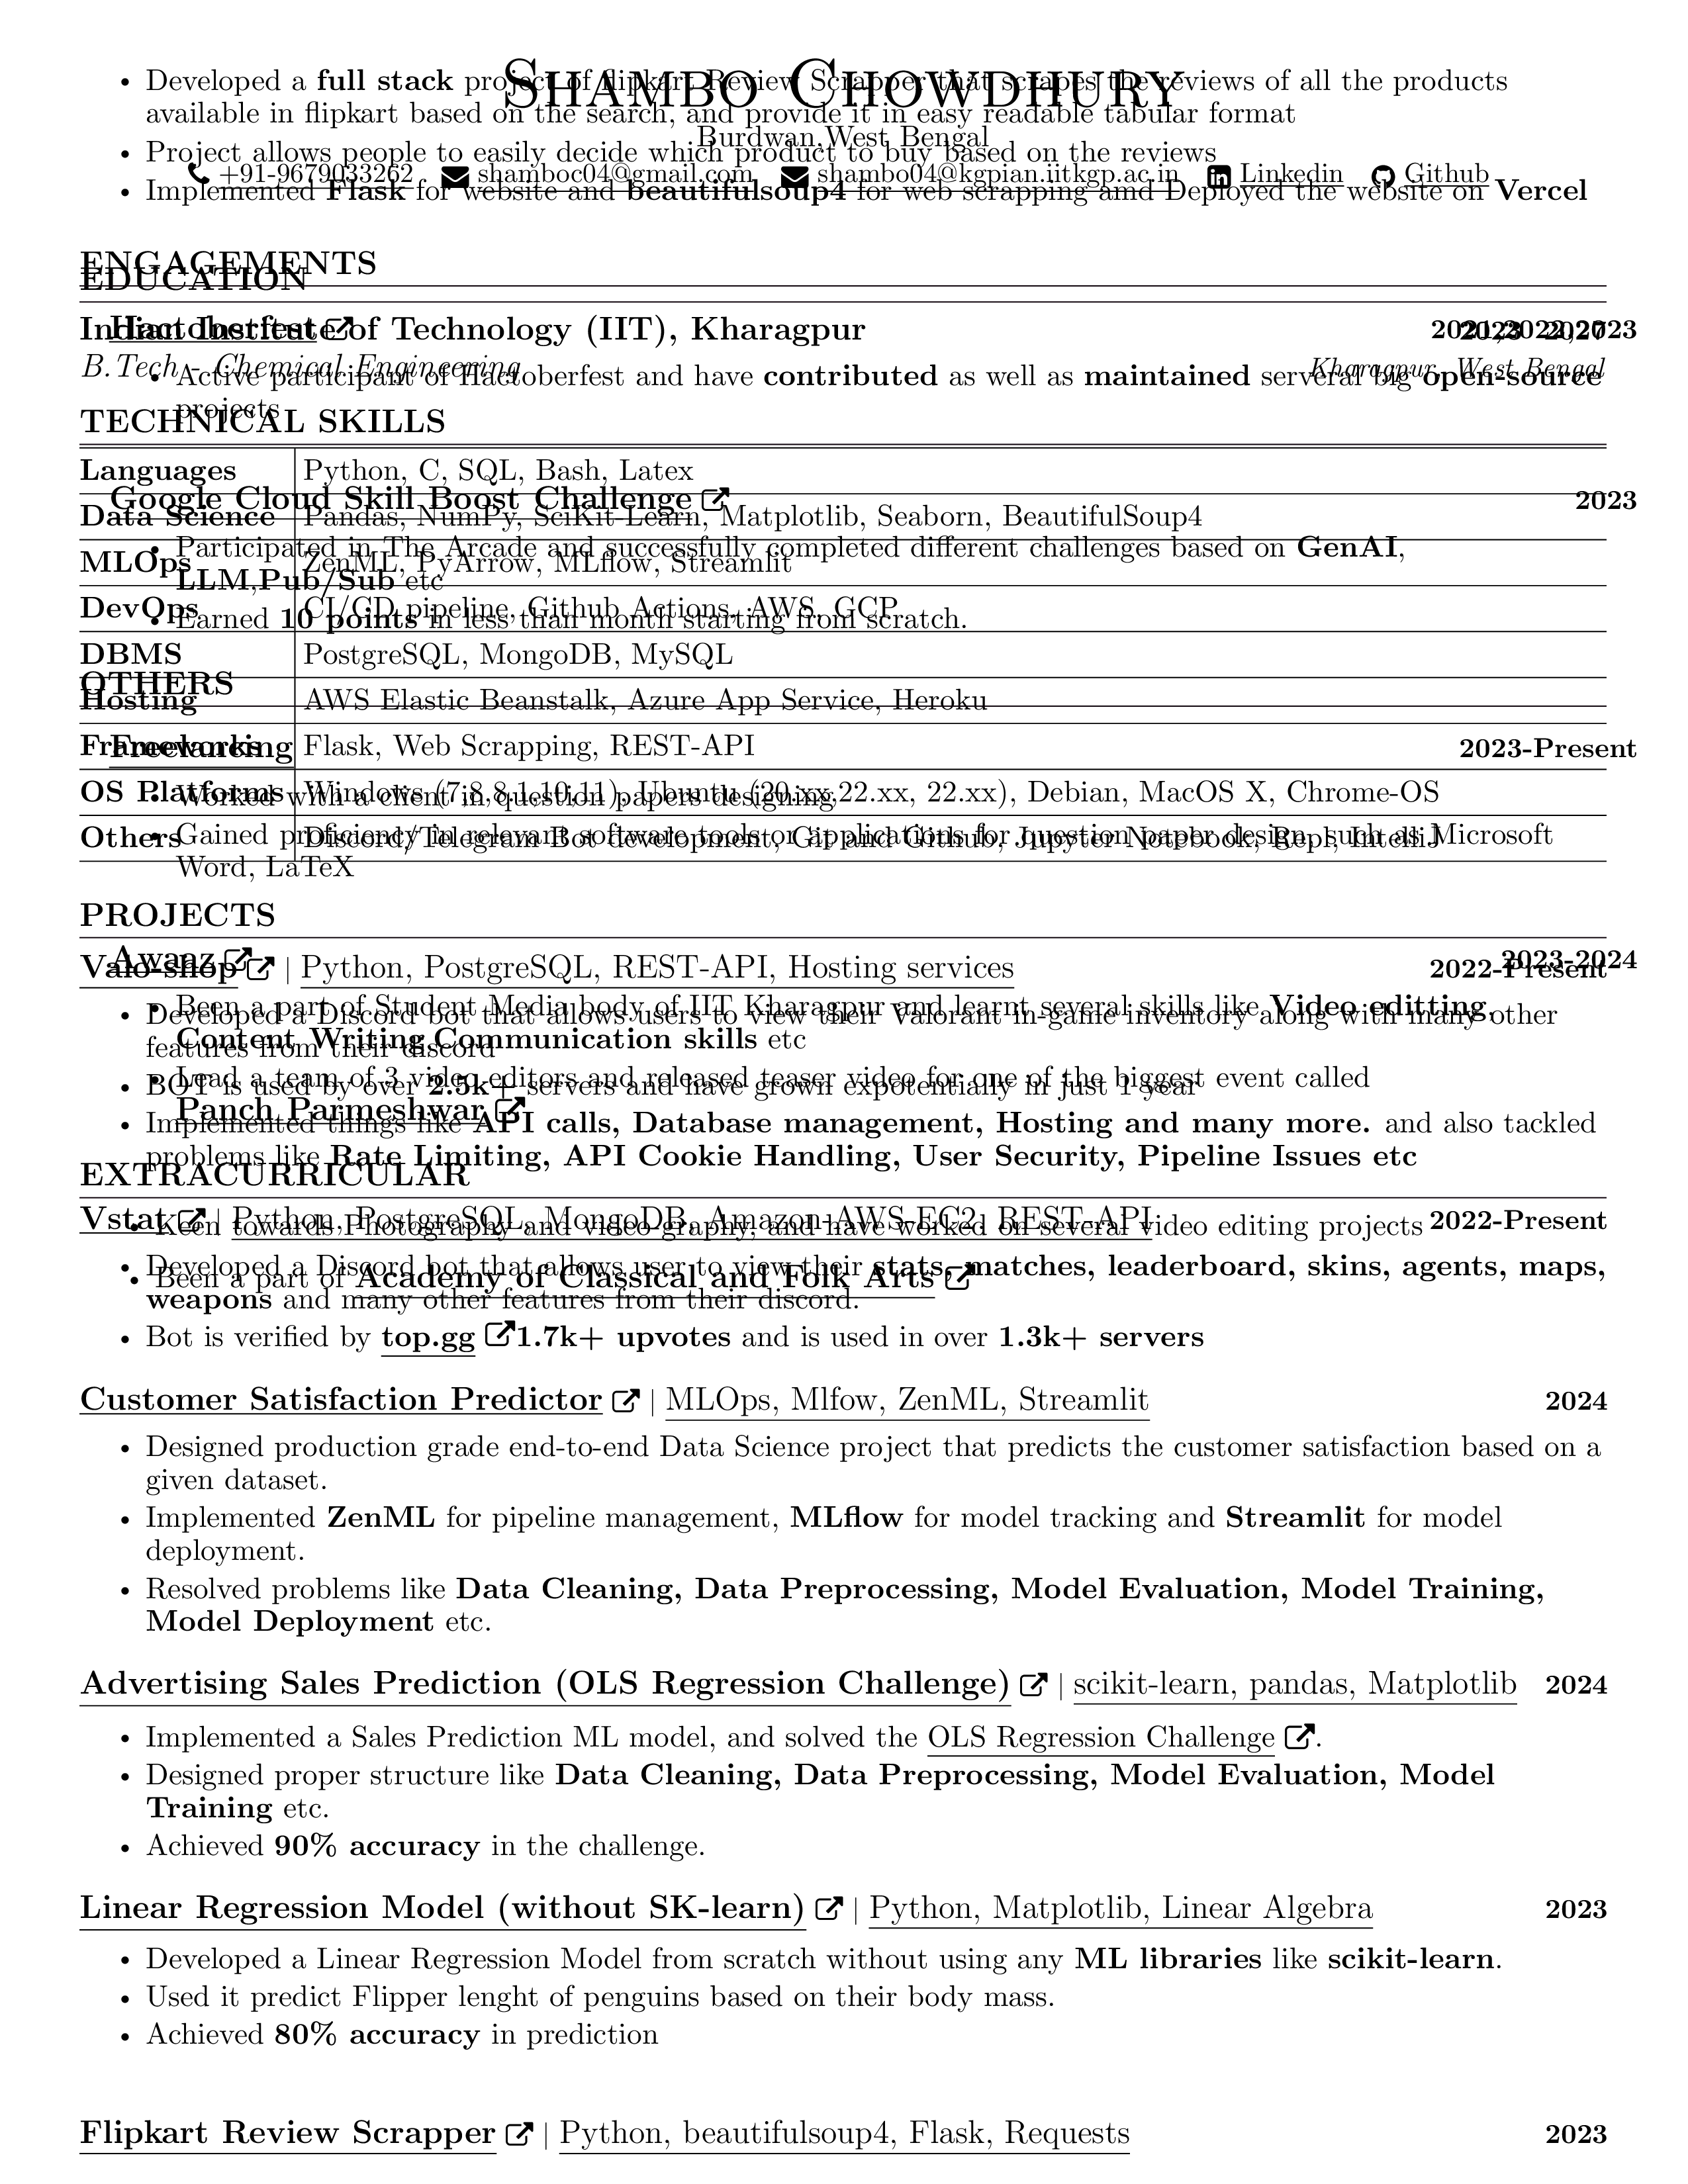 SHAMBO CHOWDHURY
Burdwan, West Bengal
+91-9679033262 shamboc04@gmail.com shambo04@kgpian.iitkgp.ac.in Linkedin Github
EDUCATION
Indian Institute of Technology (IIT), Kharagpur
B.Tech - Chemical Engineering Kharagpur, West Bengal
TECHNICAL SKILLS
Languages Python, C, SQL, Bash, Latex
Data Science Pandas, NumPy, SciKit-Learn, Matplotlib, Seaborn, BeautifulSoup4
MLOps ZenML, PyArrow, MLflow, Streamlit
DevOps CI/CD pipeline, Github Actions, AWS, GCP
DBMS PostgreSQL, MongoDB, MySQL
Hosting AWS Elastic Beanstalk, Azure App Service, Heroku
Frameworks Flask, Web Scrapping, REST-API
OS Platforms Windows (7,8,8.1,10,11), Ubuntu (20.xx,22.xx, 22.xx), Debian, MacOS X, Chrome-OS
Others Discord/Telegram Bot development, Git and Github, Jupyter Notebook, Repl, IntelliJ
PROJECTS
Valo-shop | Python, PostgreSQL, REST-API, Hosting services 2022-Present
• Developed a Discord bot that allows users to view their Valorant in-game inventory along with many other
features from their discord
• BOT is used by over 2.5k+ servers and have grown expotentially in just 1 year
• Implemented things like API calls, Database management, Hosting and many more. and also tackled
problems like Rate Limiting, API Cookie Handling, User Security, Pipeline Issues etc
Vstat | Python, PostgreSQL, MongoDB, Amazon-AWS EC2, REST-API 2022-Present
• Developed a Discord bot that allows user to view their stats, matches, leaderboard, skins, agents, maps,
weapons and many other features from their discord.
• Bot is verified by top.gg 1.7k+ upvotes and is used in over 1.3k+ servers
Customer Satisfaction Predictor | MLOps, Mlfow, ZenML, Streamlit 2024
• Designed production grade end-to-end Data Science project that predicts the customer satisfaction based on a
given dataset.
• Implemented ZenML for pipeline management, MLflow for model tracking and Streamlit for model
deployment.
• Resolved problems like Data Cleaning, Data Preprocessing, Model Evaluation, Model Training,
Model Deployment etc.
Advertising Sales Prediction (OLS Regression Challenge) | scikit-learn, pandas, Matplotlib 2024
• Implemented a Sales Prediction ML model, and solved the OLS Regression Challenge .
• Designed proper structure like Data Cleaning, Data Preprocessing, Model Evaluation, Model
Training etc.
• Achieved 90% accuracy in the challenge.
Linear Regression Model (without SK-learn) | Python, Matplotlib, Linear Algebra 2023
• Developed a Linear Regression Model from scratch without using any ML libraries like scikit-learn.
• Used it predict Flipper lenght of penguins based on their body mass.
• Achieved 80% accuracy in prediction
Flipkart Review Scrapper | Python, beautifulsoup4, Flask, Requests 2023
• Developed a full stack project of flipkart Review Scrapper that scrapes the reviews of all the products
available in flipkart based on the search, and provide it in easy readable tabular format
• Project allows people to easily decide which product to buy based on the reviews
• Implemented Flask for website and beautifulsoup4 for web scrapping amd Deployed the website on Vercel
ENGAGEMENTS
Hactoberfest 2021,2022,2023
• Active participant of Hactoberfest and have contributed as well as maintained serveral big open-source
projects
Google Cloud Skill Boost Challenge 2023
• Participated in The Arcade and successfully completed different challenges based on GenAI,
LLM,Pub/Sub etc
• Earned 10 points in less than month starting from scratch.
OTHERS
Freelancing 2023-Present
• Worked with a client in question papers designing
• Gained proficiency in relevant software tools or applications for question paper design, such as Microsoft
Word, LaTeX
Awanz 2023-2024
• Been a part of Student Media body of IIT Kharagpur and learnt several skills like Video editting,
Content Writing,Communication skills etc
• Lead a team of 3 video editors and released teaser video for one of the biggest event called
Panch Parmeshwar
EXTRACURRICULAR
• Keen towards Photography and video-graphy, and have worked on several video editing projects
• Been a part of Academy of Classical and Folk Arts